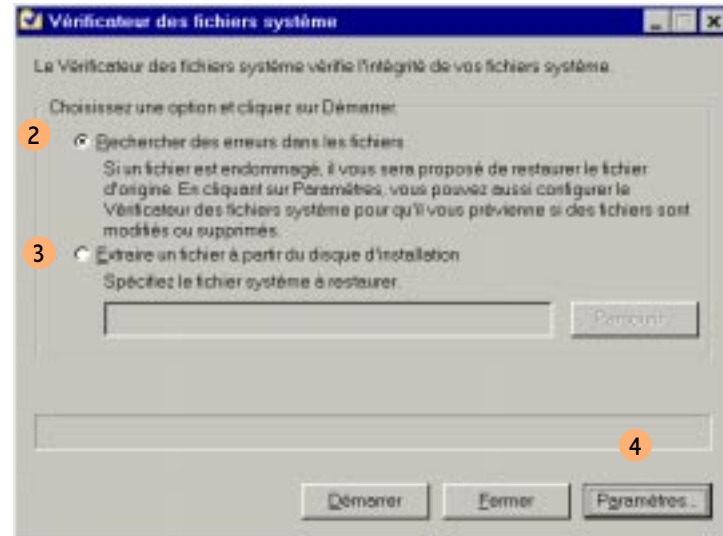 Vérificateur des fichiers système
Le Vérificateur des fichiers système vérifie l'intégrité de vos fichiers système.
Choisissez une option et cliquez sur Démarrer.
2
Rechercher des erreurs dans les fichiers
Si un fichier est endommagé, il vous sera proposé de restaurer le fichier
d'origine. En cliquant sur Paramètres, vous pouvez aussi configurer le
Vérificateur des fichiers système pour qu'il vous prévienne si des fichiers sont
modifiés ou supprimés.
3
Extraire un fichier à partir du disque d'installation
Spécifiez le fichier système à restaurer.
Parcourir...
4
Démarrer
Fermer
Paramètres...